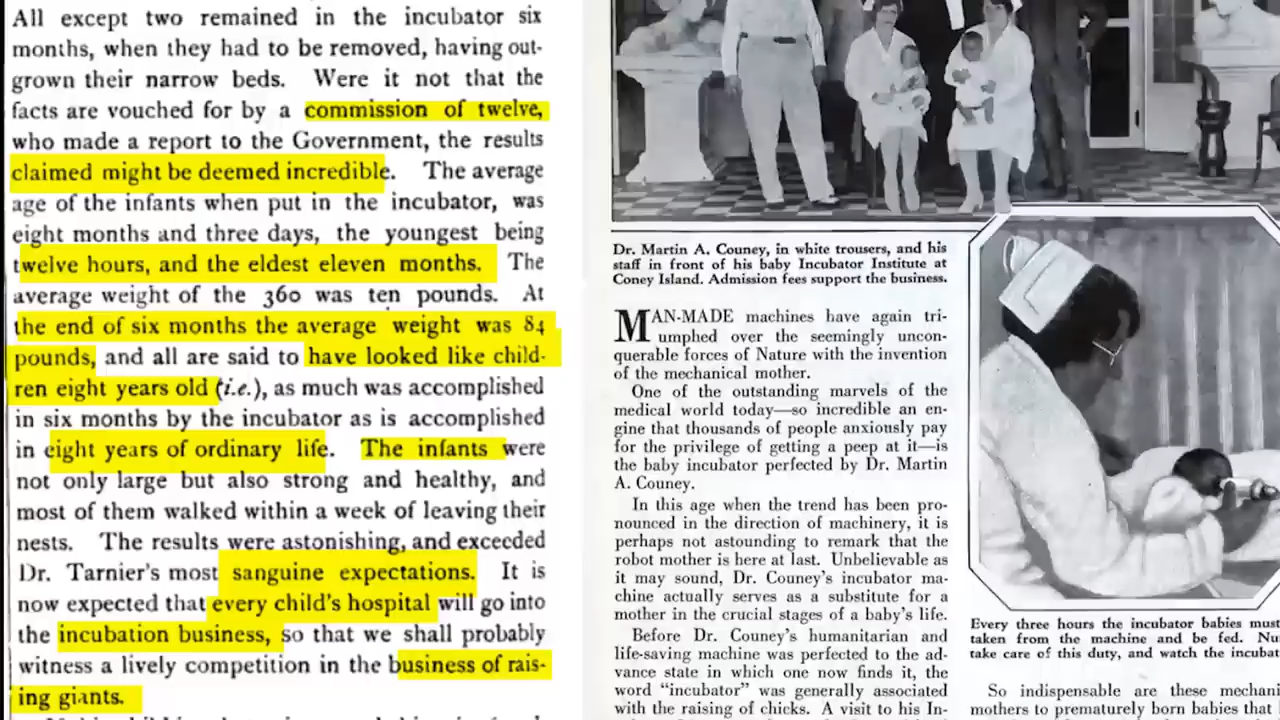 All except two remained in the incubator six
months, when they had to be removed, having out-
grown their narrow beds. Were it not that the
facts are vouched for by a commission of twelve,
who made a report to the Government, the results
claimed might be deemed incredible. The average
age of the infants when put in the incubator, was
eight months and three days, the youngest being
twelve hours, and the eldest eleven months. The
average weight of the 360 was ten pounds. At
the end of six months the average weight was 84
pounds, and all are said to have looked like child-
ren eight years old (i.e.), as much was accomplished
in six months by the incubator as is accomplished
in eight years of ordinary life. The infants were
not only large but also strong and healthy, and
most of them walked within a week of leaving their
nests. The results were astonishing, and exceeded
Dr. Tarnier's most sanguine expectations. It is
now expected that every child's hospital will go into
the incubation business, so that we shall probably
witness a lively competition in the business of rais-
ing giants.
Dr. Martin A. Couney, in white trousers, and his
staff in front of his baby Incubator Institute at
Coney Island. Admission fees support the business.
MAN-MADE machines have again tri-
umphed over the seemingly uncon-
querable forces of Nature with the invention
of the mechanical mother.
One of the outstanding marvels of the
medical world today—so incredible an en-
gine that thousands of people anxiously pay
for the privilege of getting a peep at it—is
the baby incubator perfected by Dr. Martin
A. Couney.
In this age when the trend has been pro-
nounced in the direction of machinery, it is
perhaps not astounding to remark that the
robot mother is here at last. Unbelievable as
it may sound, Dr. Couney's incubator ma-
chine actually serves as a substitute for a
mother in the crucial stages of a baby's life.
Before Dr. Couney's humanitarian and
life-saving machine was perfected to the ad-
vance state in which one now finds it, the
word "incubator" was generally associated
with the raising of chicks. A visit to his In-
Every three hours the incubator babies must
taken from the machine and be fed. Nu
take care of this duty, and watch the incubat
So indispensable are these mechani
mothers to prematurely born babies that